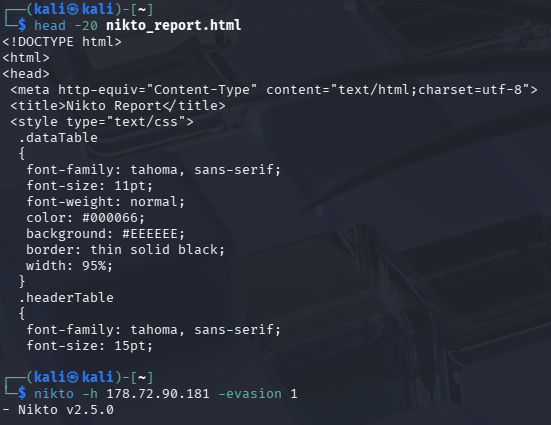 ┌──(kali㉿kali)-[~]
└─$ head -20 nikto_report.html
<!DOCTYPE html>
<html>
<head>
 <meta http-equiv="Content-Type" content="text/html;charset=utf-8">
 <title>Nikto Report</title>
 <style type="text/css">
  .dataTable
  {
   font-family: tahoma, sans-serif;
   font-size: 11pt;
   font-weight: normal;
   color: #000066;
   background: #EEEEEE;
   border: thin solid black;
   width: 95%;
  }
  .headerTable
  {
   font-family: tahoma, sans-serif;
   font-size: 15pt;
┌──(kali㉿kali)-[~]
└─$ nikto -h 178.72.90.181 -evasion 1
- Nikto v2.5.0